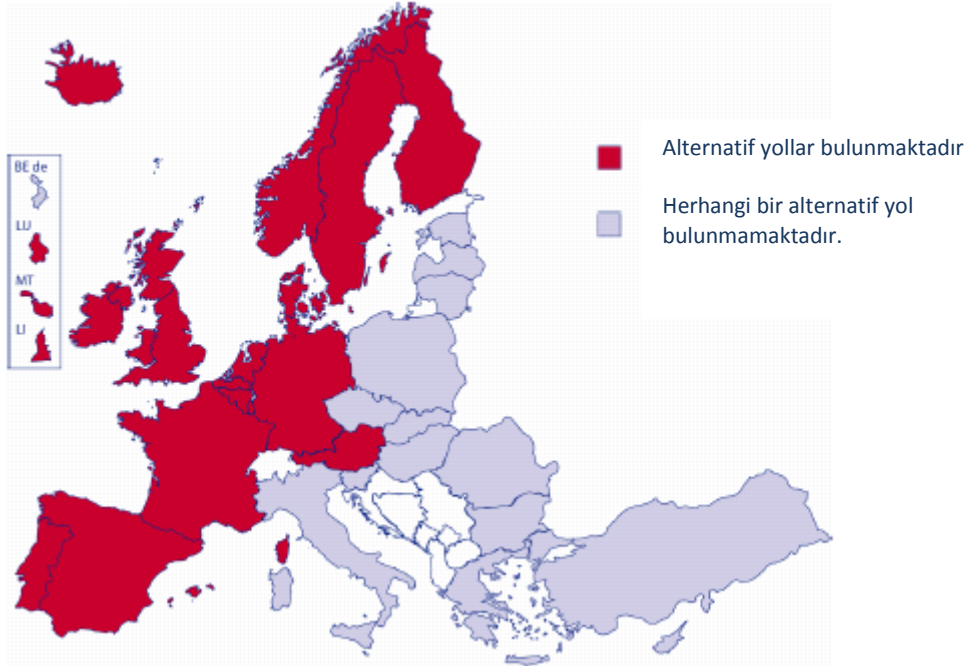 BE de
LU
MT
LI
Alternatif yollar bulunmaktadır
Herhangi bir alternatif yol
bulunmamaktadır.